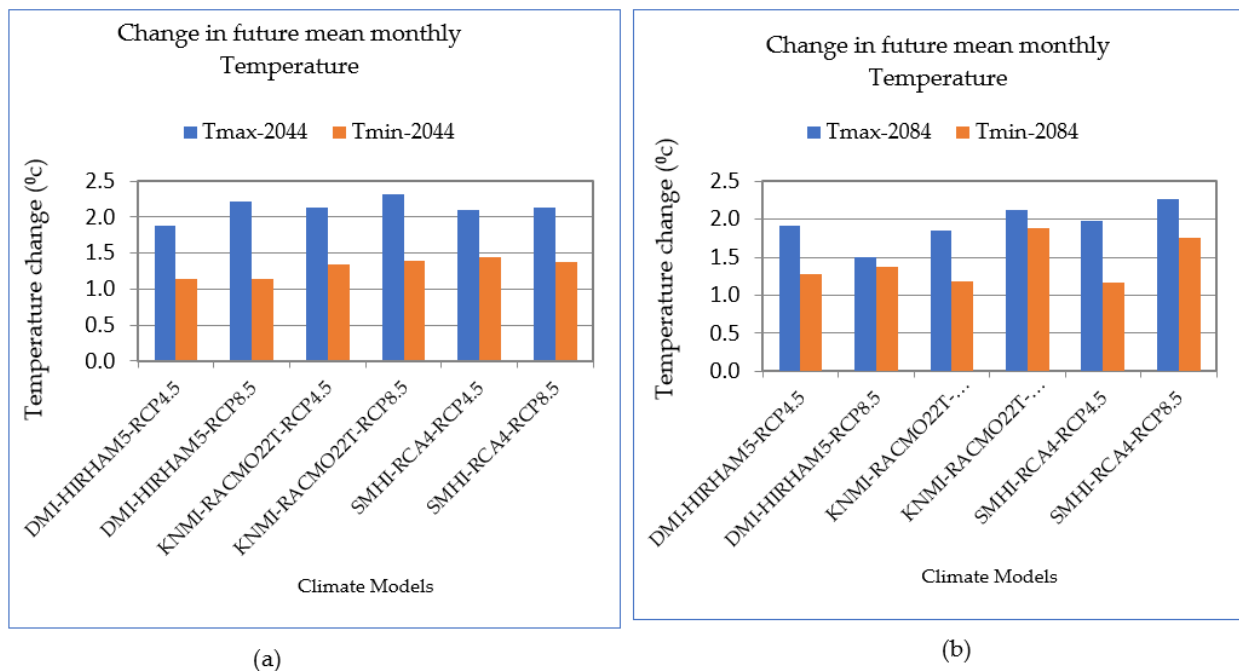 Change in future mean monthly
Temperature
Tmax-2044 Tmin-2044
Temperature change (⁰c)
2.5
2.0
1.5
1.0
0.5
0.0
DMI-HIRHAM5-RCP4.5
DMI-HIRHAM5-RCP8.5
KNMI-RACMO22T-RCP4.5
KNMI-RACMO22T-RCP8.5
SMHI-RCA4-RCP4.5
SMHI-RCA4-RCP8.5
Climate Models
(a)
Change in future mean monthly
Temperature
Tmax-2084 Tmin-2084
Temperature change (⁰c)
2.5
2.0
1.5
1.0
0.5
0.0
DMI-HIRHAM5-RCP4.5
DMI-HIRHAM5-RCP8.5
KNMI-RACMO22T-…
KNMI-RACMO22T-…
SMHI-RCA4-RCP4.5
SMHI-RCA4-RCP8.5
Climate Models
(b)